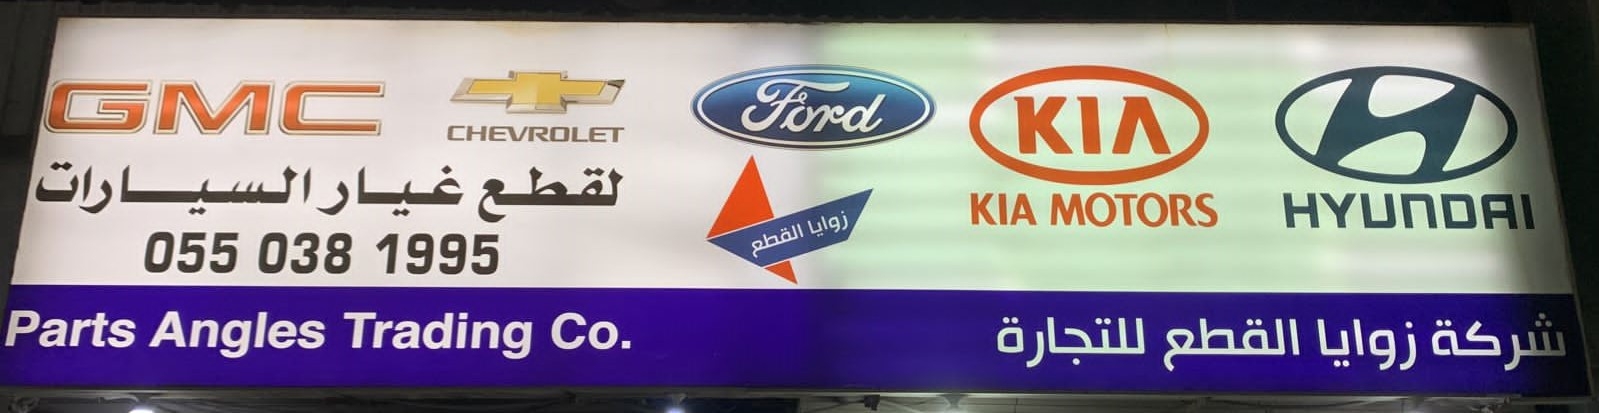 GMC
CHEVROLET
Ford
KIA
KIA MOTORS
HYUNDAI
لقطع غيار السيارات
055 038 1995
زوايا القطع
Parts Angles Trading Co.
شركة زوايا القطع للتجارة